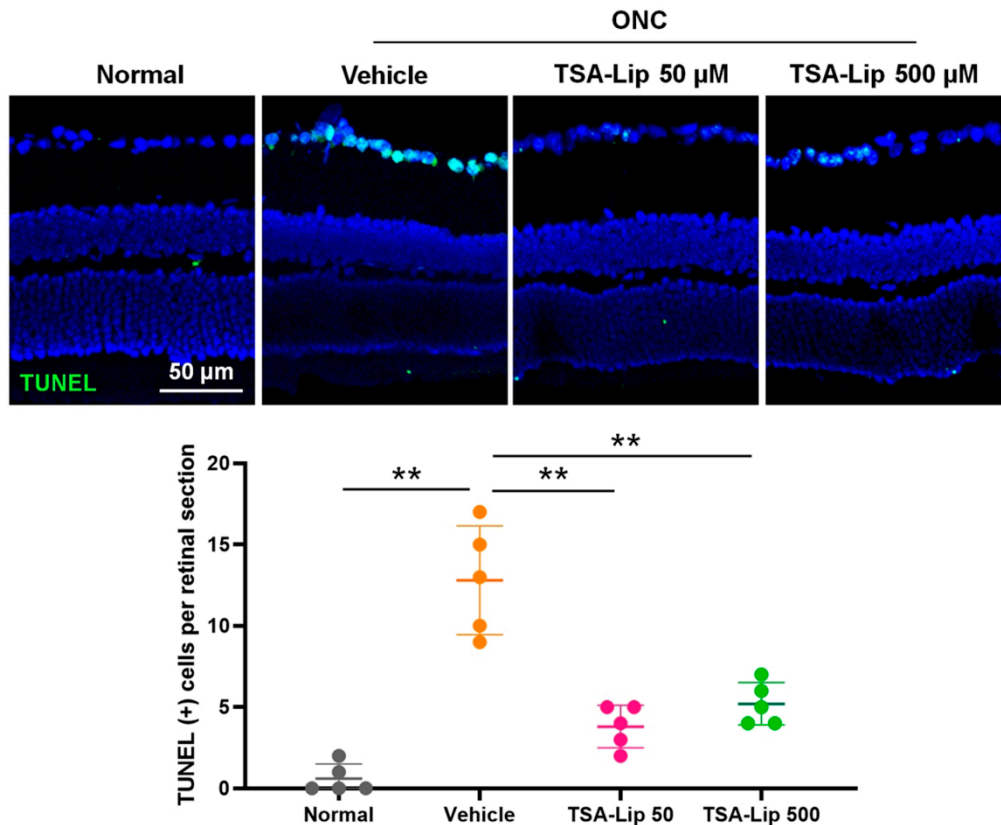 ONC
Normal
Vehicle
TSA-Lip 50 µM
TSA-Lip 500 µM
TUNEL
50 µm
**
**
**
TUNEL (+) cells per retinal section
20
15
10
5
0
Normal
Vehicle
TSA-Lip 50
TSA-Lip 500